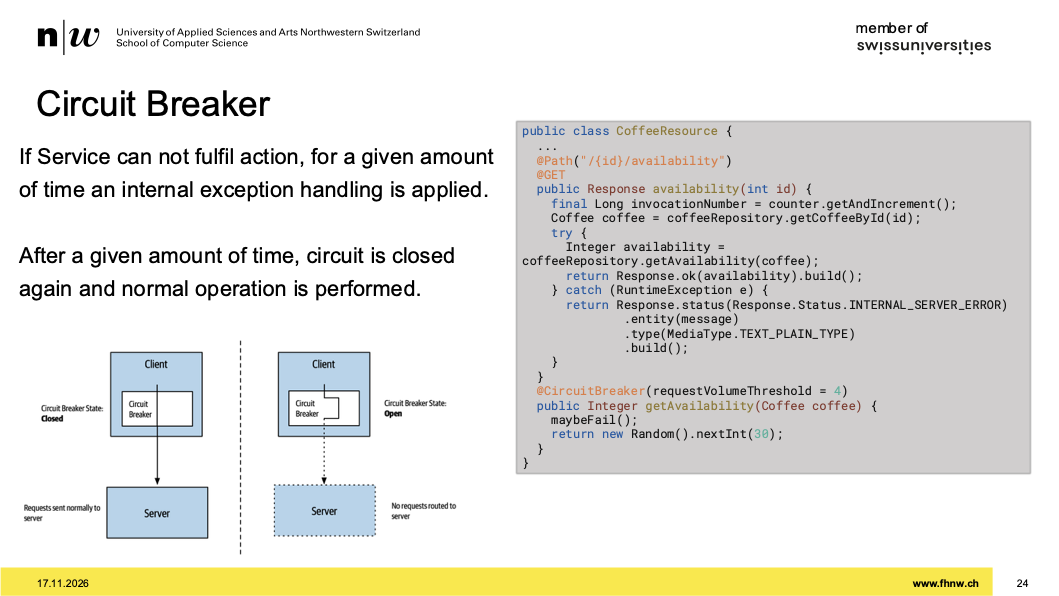 n|w University of Applied Sciences and Arts Northwestern Switzerland
School of Computer Science
member of
swissuniversities
Circuit Breaker
If Service can not fulfil action, for a given amount
of time an internal exception handling is applied.
After a given amount of time, circuit is closed
again and normal operation is performed.
public class CoffeeResource {
  ...
  @Path("/{id}/availability")
  @GET
  public Response availability(int id) {
    final Long invocationNumber = counter.getAndIncrement();
    Coffee coffee = coffeeRepository.getCoffeeById(id);
    try {
      Integer availability =
coffeeRepository.getAvailability(coffee);
      return Response.ok(availability).build();
    } catch (RuntimeException e) {
      return Response.status(Response.Status.INTERNAL_SERVER_ERROR)
              .entity(message)
              .type(MediaType.TEXT_PLAIN_TYPE)
              .build();
    }
  }
  @CircuitBreaker(requestVolumeThreshold = 4)
  public Integer getAvailability(Coffee coffee) {
    maybeFail();
    return new Random().nextInt(30);
  }
}
Client
Circuit
Breaker
Circuit Breaker State:
Closed
Server
Requests sent normally to
server
Client
Circuit
Breaker
Circuit Breaker State:
Open
Server
No requests routed to
server
17.11.2026
www.fhnw.ch
24